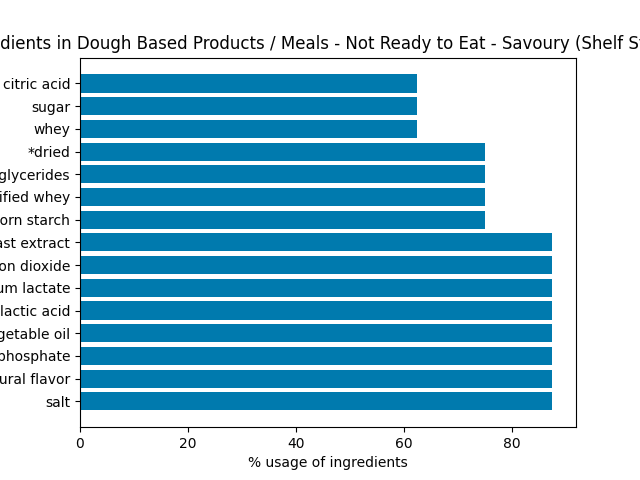 dients in Dough Based Products / Meals - Not Ready to Eat - Savoury (Shelf S
citric acid
sugar
whey
*dried
glycerides
ified whey
orn starch
ast extract
on dioxide
um lactate
lactic acid
getable oil
phosphate
ural flavor
salt
0 20 40 60 80
% usage of ingredients